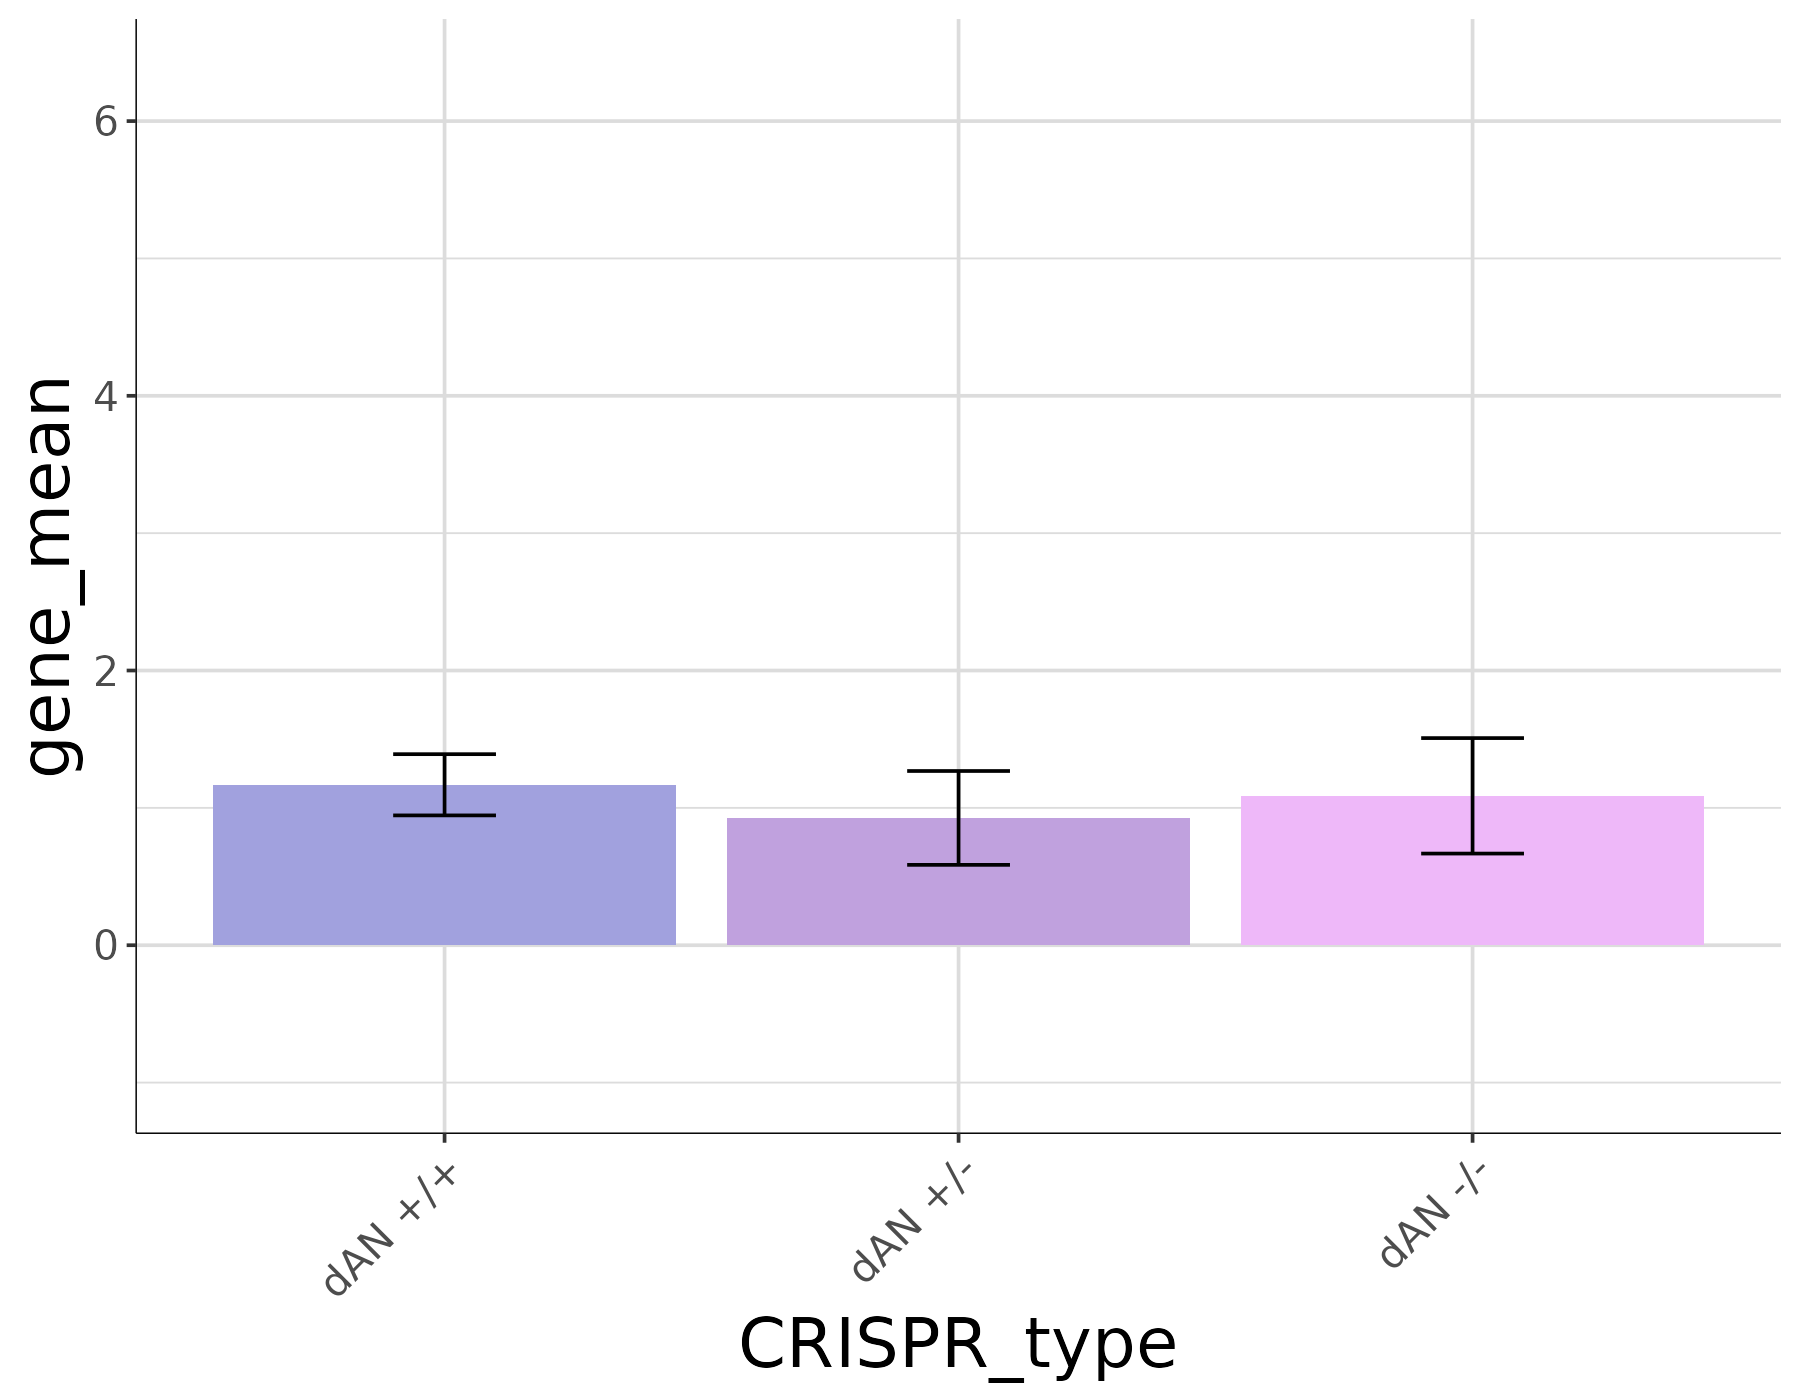 gene_mean
6
4
2
0
dAN +/+
dAN +/-
dAN -/-
CRISPR_type